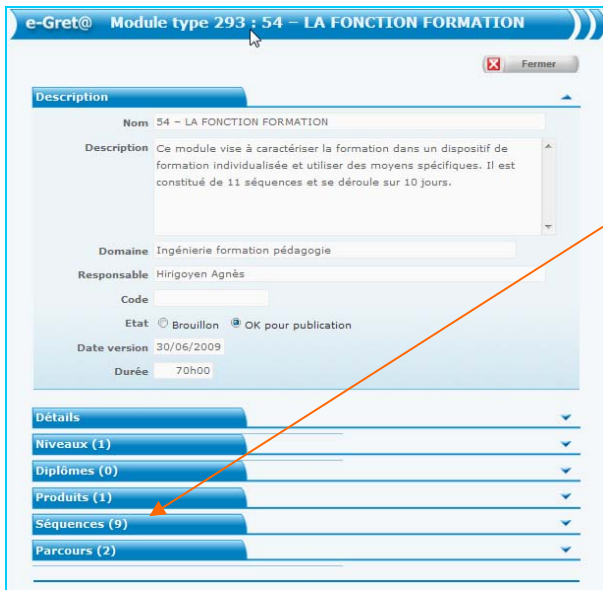 e-Gret@ Module type 293 : 54 – LA FONCTION FORMATION
Fermer
Description
Nom 54 – LA FONCTION FORMATION
Description Ce module vise à caractériser la formation dans un dispositif de
formation individualisée et utiliser des moyens spécifiques. Il est
constitué de 11 séquences et se déroule sur 10 jours.
Domaine Ingénierie formation pédagogie
Responsable Hirigoyen Agnès
Code
Etat Brouillon OK pour publication
Date version 30/06/2009
Durée 70h00
Détails
Niveaux (1)
Diplômes (0)
Produits (1)
Séquences (9)
Parcours (2)